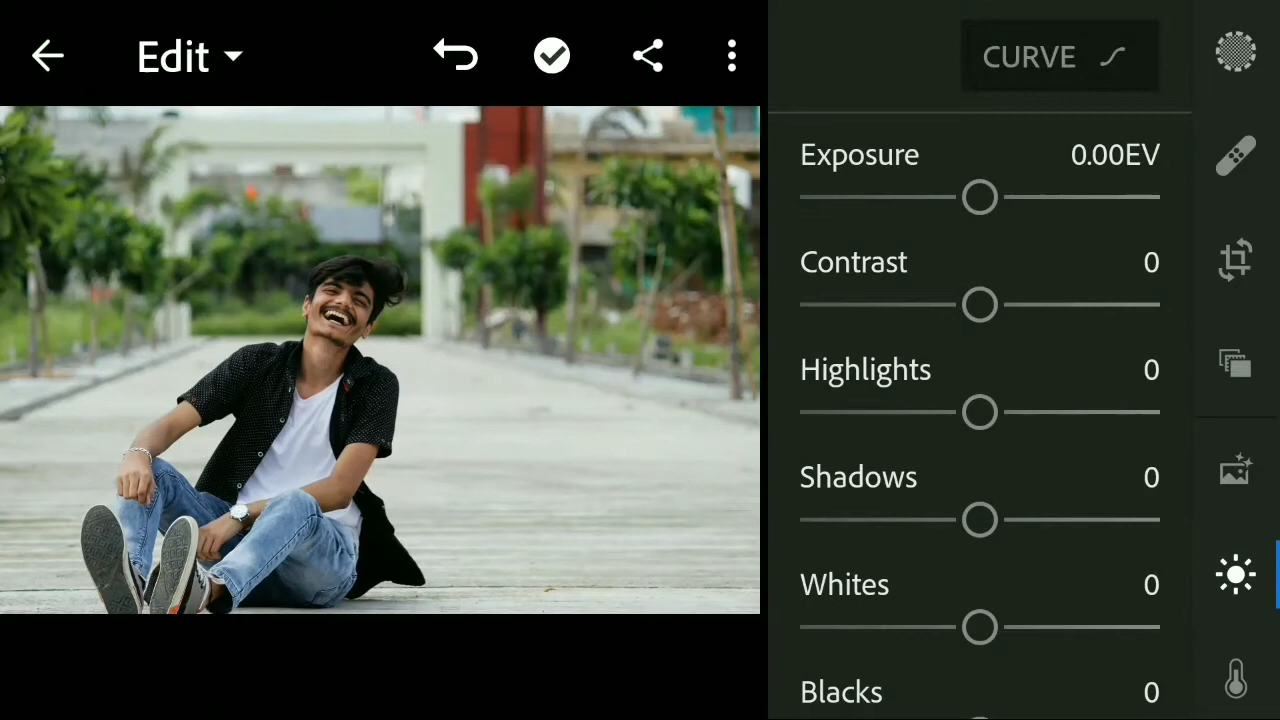 Edit
CURVE
Exposure 0.00EV
Contrast 0
Highlights 0
Shadows 0
Whites 0
Blacks 0